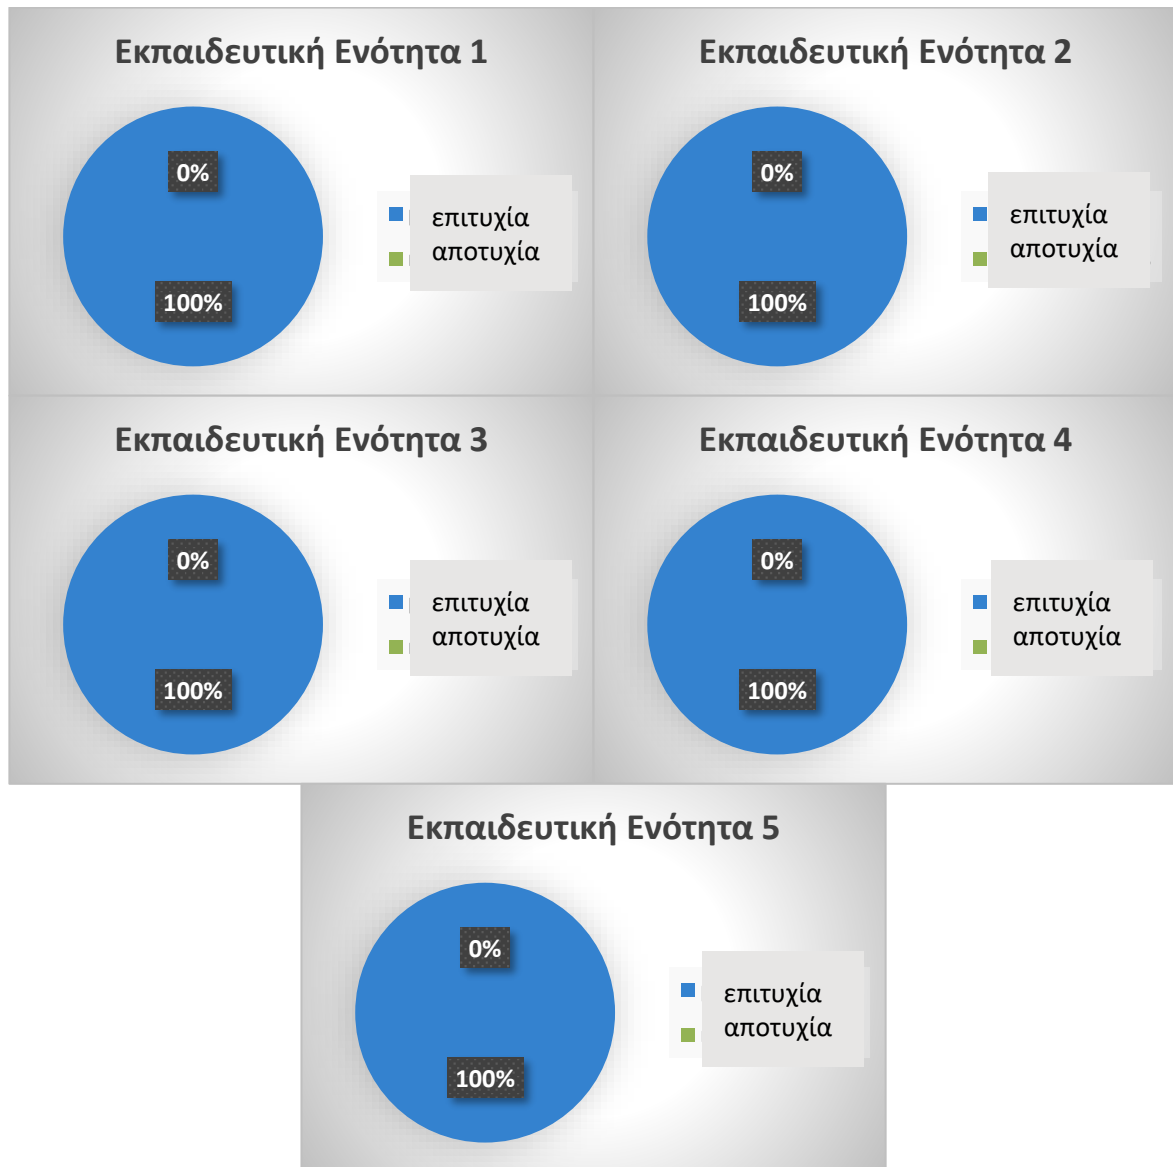 Εκπαιδευτική Ενότητα 1
0%
100%
επιτυχία
αποτυχία
Εκπαιδευτική Ενότητα 2
0%
100%
επιτυχία
αποτυχία
Εκπαιδευτική Ενότητα 3
0%
100%
επιτυχία
αποτυχία
Εκπαιδευτική Ενότητα 4
0%
100%
επιτυχία
αποτυχία
Εκπαιδευτική Ενότητα 5
0%
100%
επιτυχία
αποτυχία